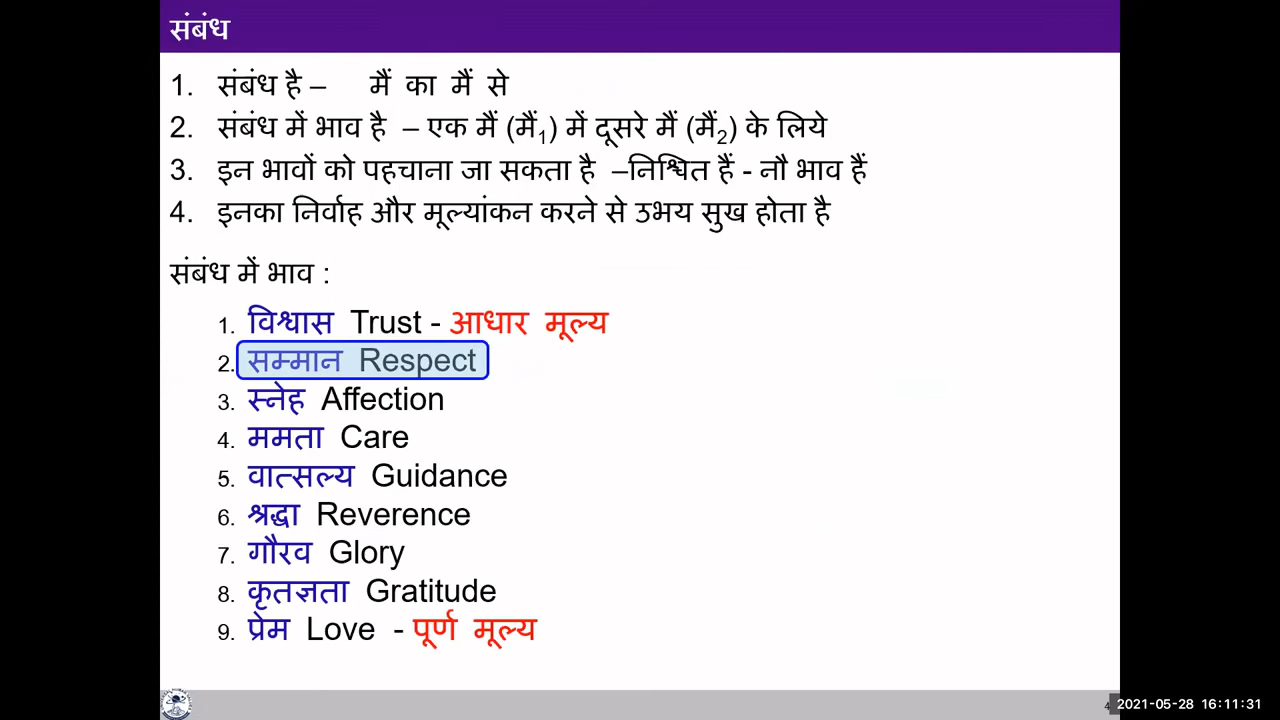 संबंध
1. संबंध है – मैं का मैं से
2. संबंध में भाव है – एक मैं (मैं1) में दूसरे मैं (मैं2) के लिये
3. इन भावों को पहचाना जा सकता है –निश्चित हैं - नौ भाव हैं
4. इनका निर्वाह और मूल्यांकन करने से उभय सुख होता है
संबंध में भाव :
1. विश्वास Trust - आधार मूल्य
2. सम्मान Respect
3. स्नेह Affection
4. ममता Care
5. वात्सल्य Guidance
6. श्रद्धा Reverence
7. गौरव Glory
8. कृतज्ञता Gratitude
9. प्रेम Love - पूर्ण मूल्य
4 2021-05-28 16:11:31